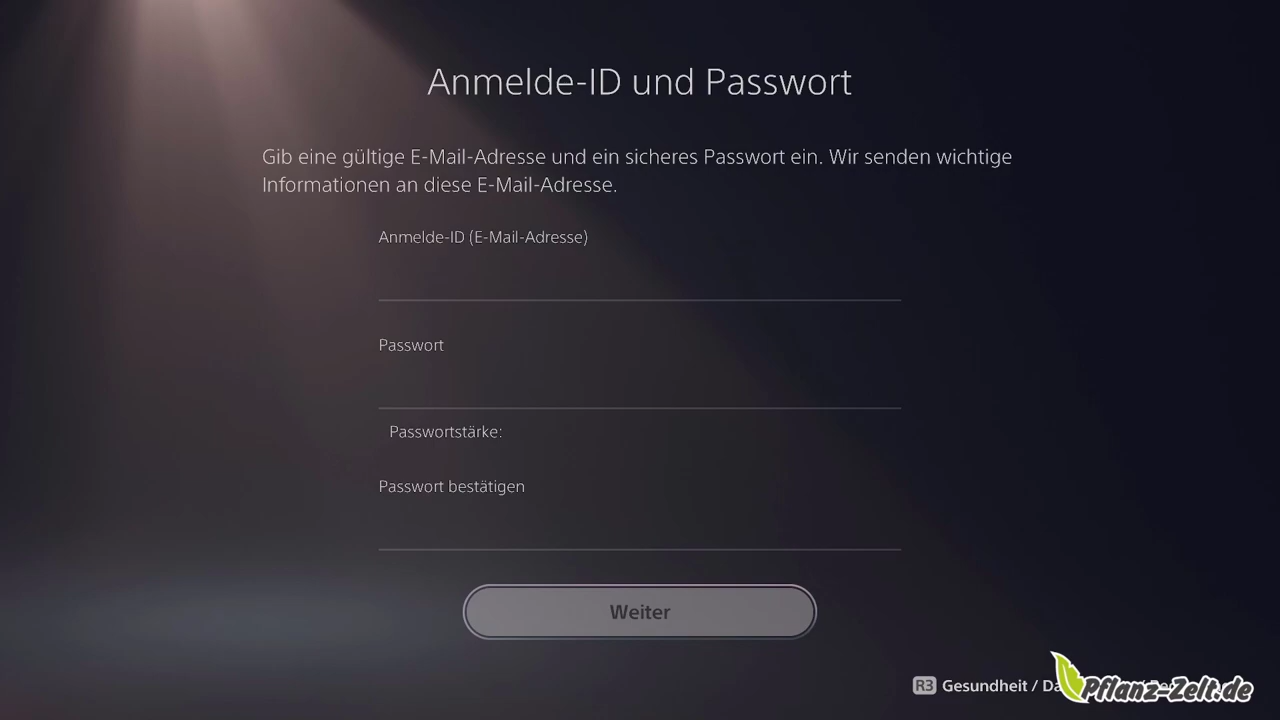 Anmelde-ID und Passwort
Gib eine gültige E-Mail-Adresse und ein sicheres Passwort ein. Wir senden wichtige
Informationen an diese E-Mail-Adresse.
Anmelde-ID (E-Mail-Adresse)
Passwort
Passwortstärke:
Passwort bestätigen
Weiter
R3 Gesundheit /
Pflanz-Zelt.de